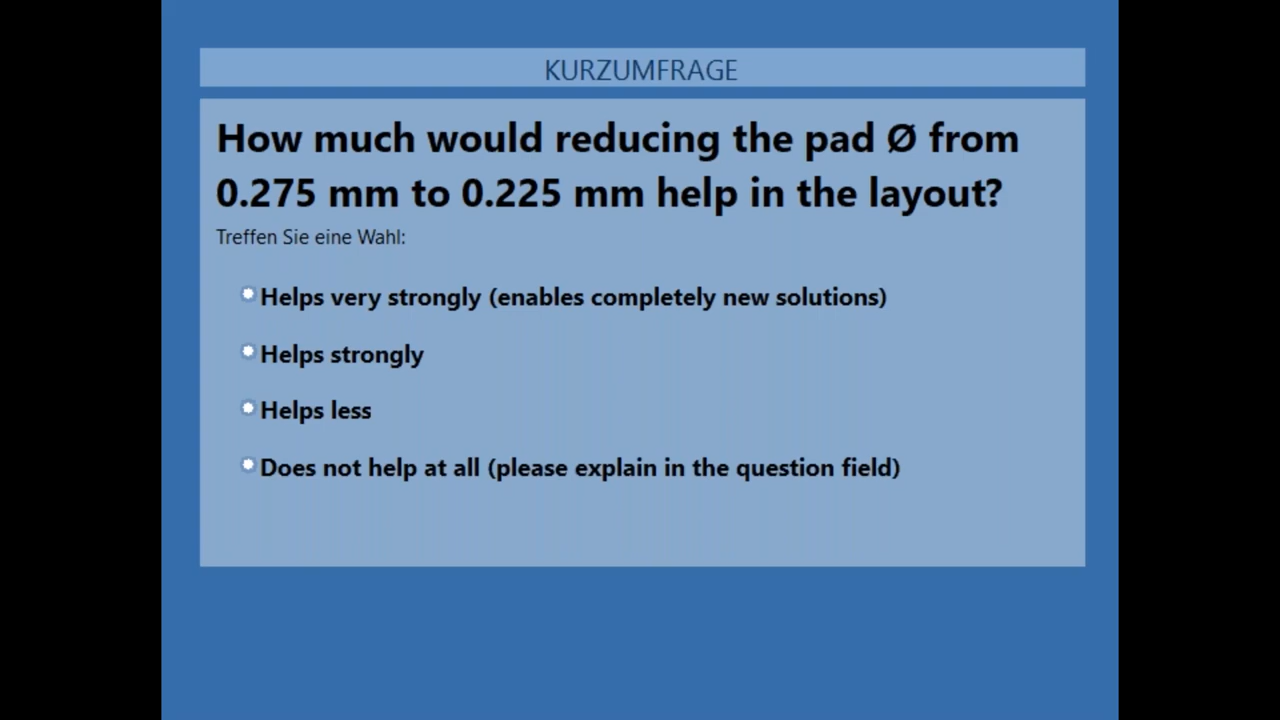 KURZUMFRAGE
How much would reducing the pad Ø from
0.275 mm to 0.225 mm help in the layout?
Treffen Sie eine Wahl:
Helps very strongly (enables completely new solutions)
Helps strongly
Helps less
Does not help at all (please explain in the question field)